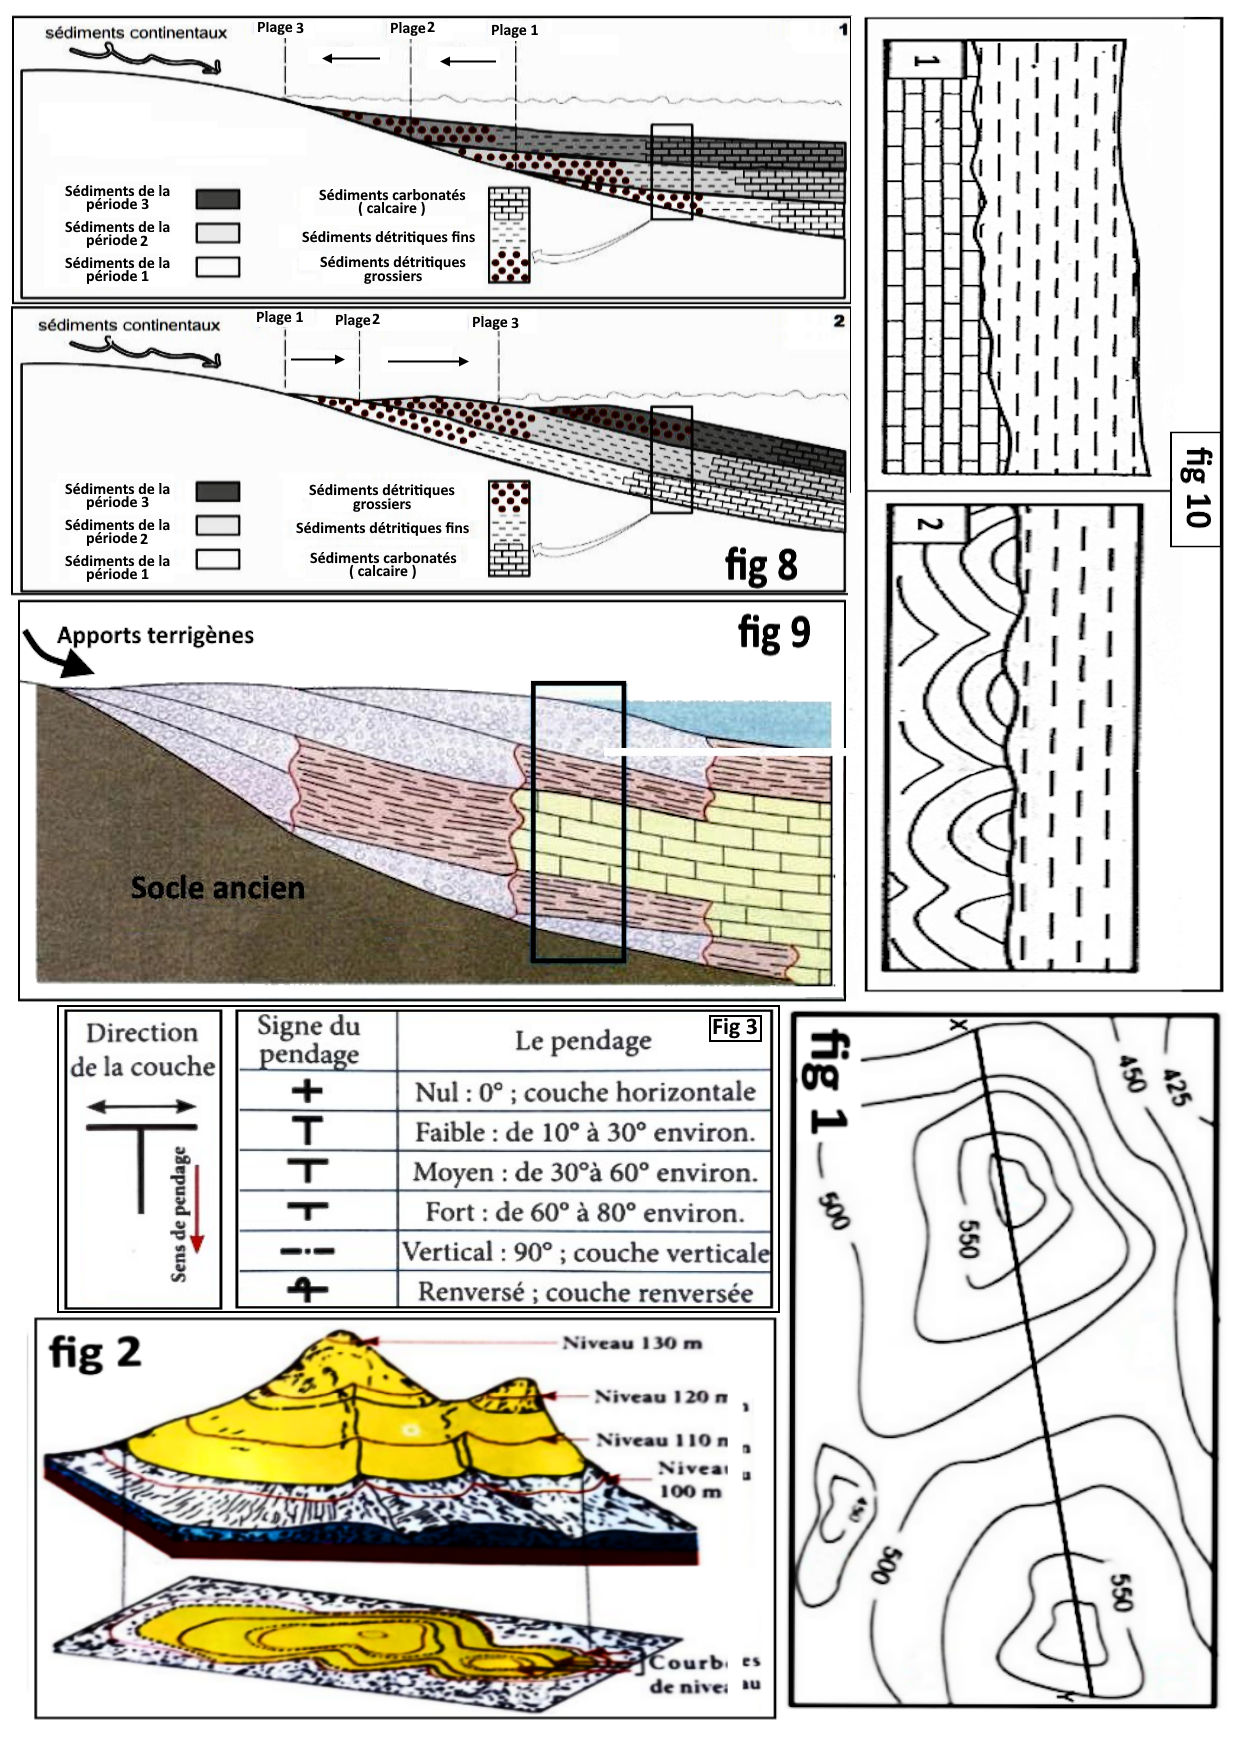 sédiments continentaux
Plage 3
Plage 2
Plage 1
1
Sédiments de la
période 3
Sédiments de la
période 2
Sédiments de la
période 1
Sédiments carbonatés
( calcaire )
Sédiments détritiques fins
Sédiments détritiques
grossiers
sédiments continentaux
Plage 1
Plage 2
Plage 3
2
Sédiments de la
période 3
Sédiments de la
période 2
Sédiments de la
période 1
Sédiments détritiques
grossiers
Sédiments détritiques fins
Sédiments carbonatés
( calcaire )
fig 8
Apports terrigènes
fig 9
Socle ancien
1
2
fig 10
Direction
de la couche
Sens de pendage
Signe du
pendage
Le pendage
Fig 3
Nul : 0° ; couche horizontale
Faible : de 10° à 30° environ.
Moyen : de 30°à 60° environ.
Fort : de 60° à 80° environ.
Vertical : 90° ; couche verticale
Renversé ; couche renversée
fig 2
Niveau 130 m
Niveau 120 m
Niveau 110 m
Niveau
100 m
Courbes
de niveau
fig 1
X
450
425
500
550
450
500
550
Y